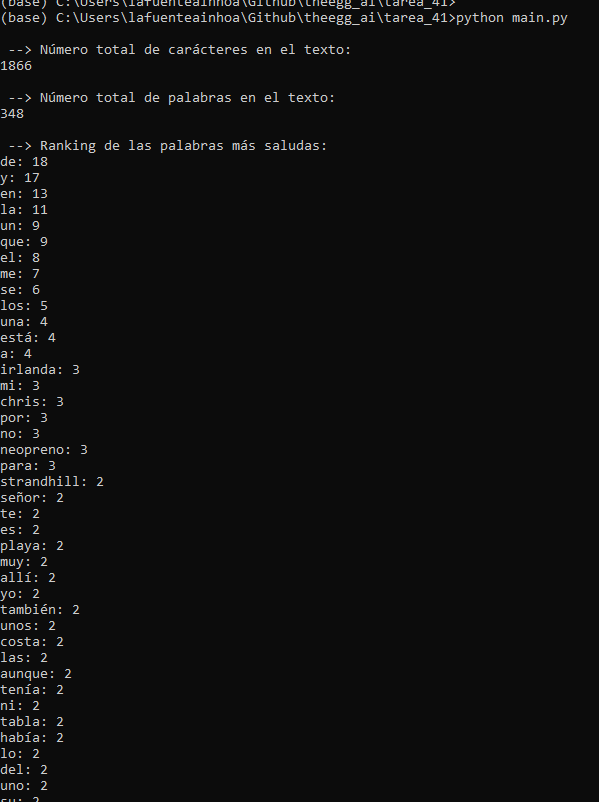 (base) C:\Users\lafuenteainhoa\Github\theegg_ai\tarea_41>
(base) C:\Users\lafuenteainhoa\Github\theegg_ai\tarea_41>python main.py
--> Número total de carácteres en el texto:
1866
--> Número total de palabras en el texto:
348
--> Ranking de las palabras más saludas:
de: 18
y: 17
en: 13
la: 11
un: 9
que: 9
el: 8
me: 7
se: 6
los: 5
una: 4
está: 4
a: 4
irlanda: 3
mi: 3
chris: 3
por: 3
no: 3
neopreno: 3
para: 3
strandhill: 2
señor: 2
te: 2
es: 2
playa: 2
muy: 2
allí: 2
yo: 2
también: 2
unos: 2
costa: 2
las: 2
aunque: 2
tenía: 2
ni: 2
tabla: 2
había: 2
lo: 2
del: 2
uno: 2
su: 2